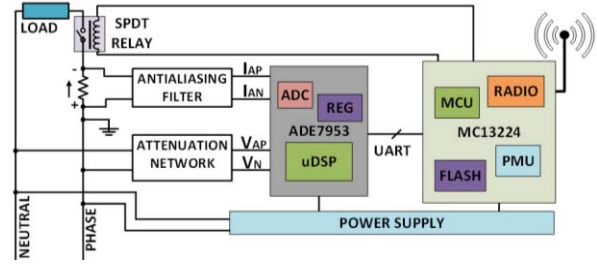 LOAD
SPDT
RELAY
-
+
ANTIALIASING
FILTER
IAP
IAN
ATTENUATION
NETWORK
VAP
VN
ADC
REG
ADE7953
uDSP
UART
MCU
RADIO
MC13224
FLASH
PMU
POWER SUPPLY
NEUTRAL
PHASE